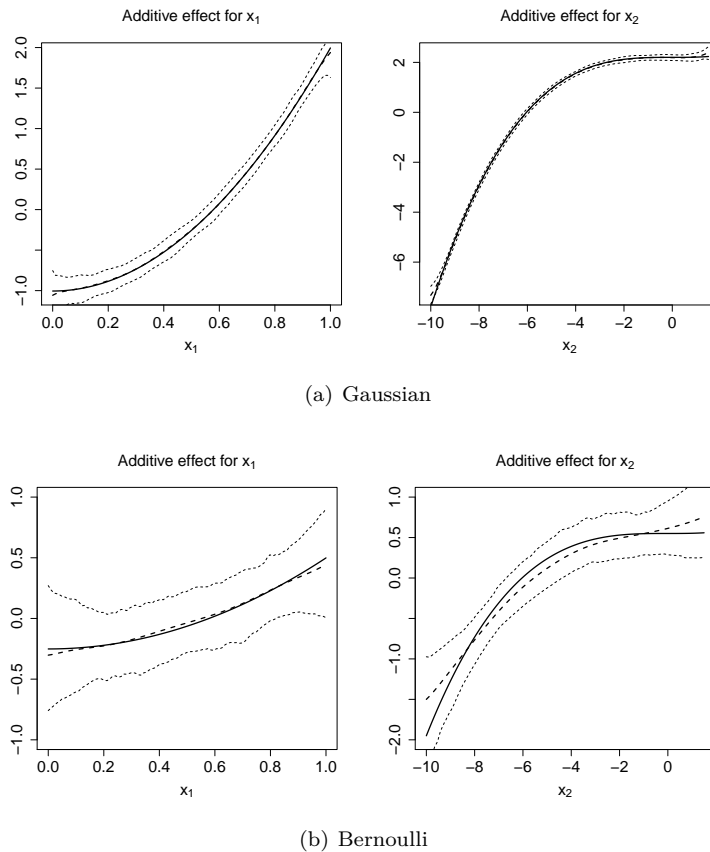 Additive effect for x₁
2.0
1.5
1.0
0.5
0.0
−1.0
0.0 0.2 0.4 0.6 0.8 1.0
x₁
Additive effect for x₂
2
0
−2
−4
−6
−10 −8 −6 −4 −2 0
x₂
(a) Gaussian
Additive effect for x₁
1.0
0.5
0.0
−0.5
−1.0
0.0 0.2 0.4 0.6 0.8 1.0
x₁
Additive effect for x₂
1.0
0.5
0.0
−1.0
−2.0
−10 −8 −6 −4 −2 0
x₂
(b) Bernoulli